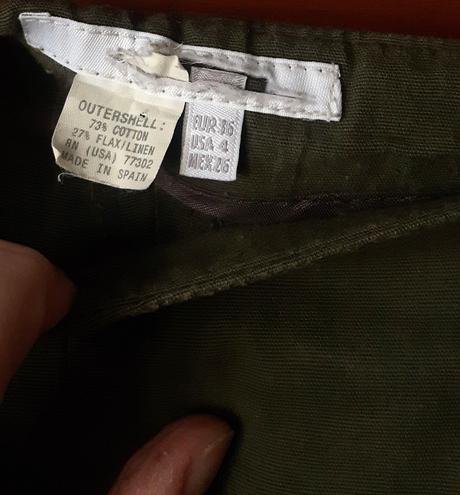 OUTERSHELL:
73% COTTON
27% FLAX/LINEN
RN (USA) 77302
MADE IN SPAIN
EUR 36
USA 4
MEX 26